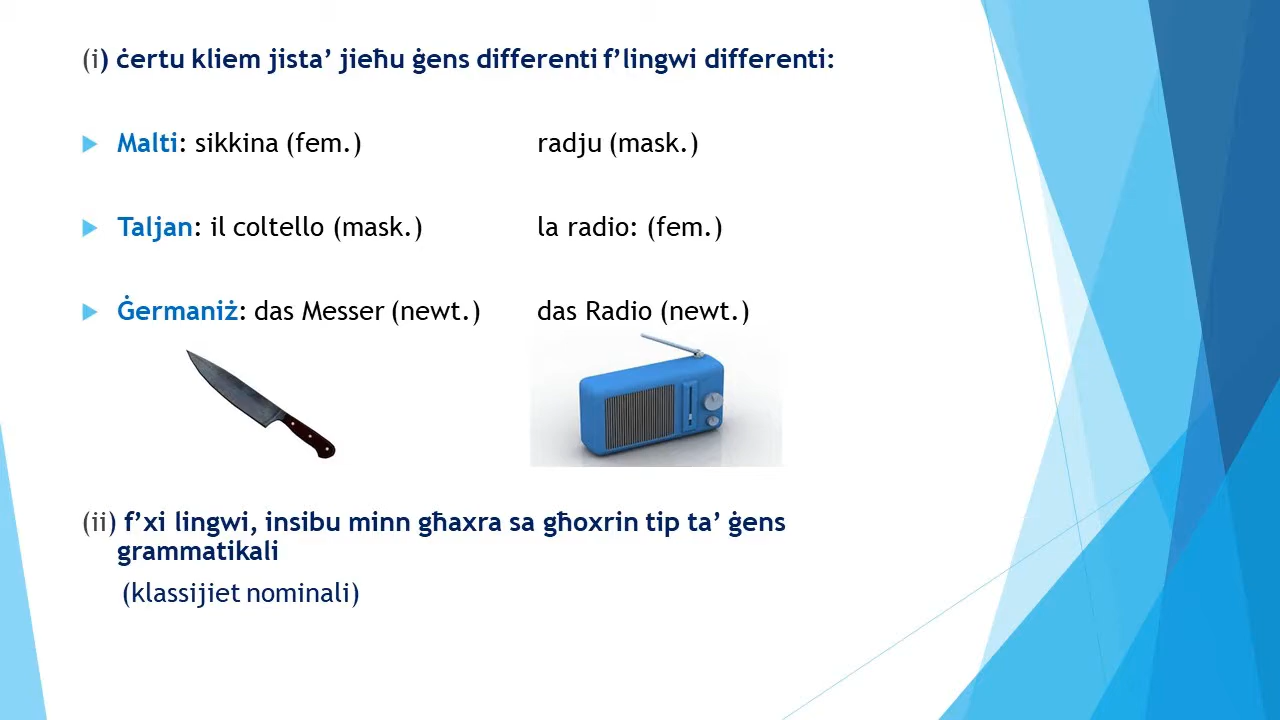 (i) ċertu kliem jista’ jieħu ġens differenti f’lingwi differenti:
Malti: sikkina (fem.) radju (mask.)
Taljan: il coltello (mask.) la radio: (fem.)
Ġermaniż: das Messer (newt.) das Radio (newt.)
(ii) f’xi lingwi, insibu minn għaxra sa għoxrin tip ta’ ġens
grammatikali
(klassijiet nominali)